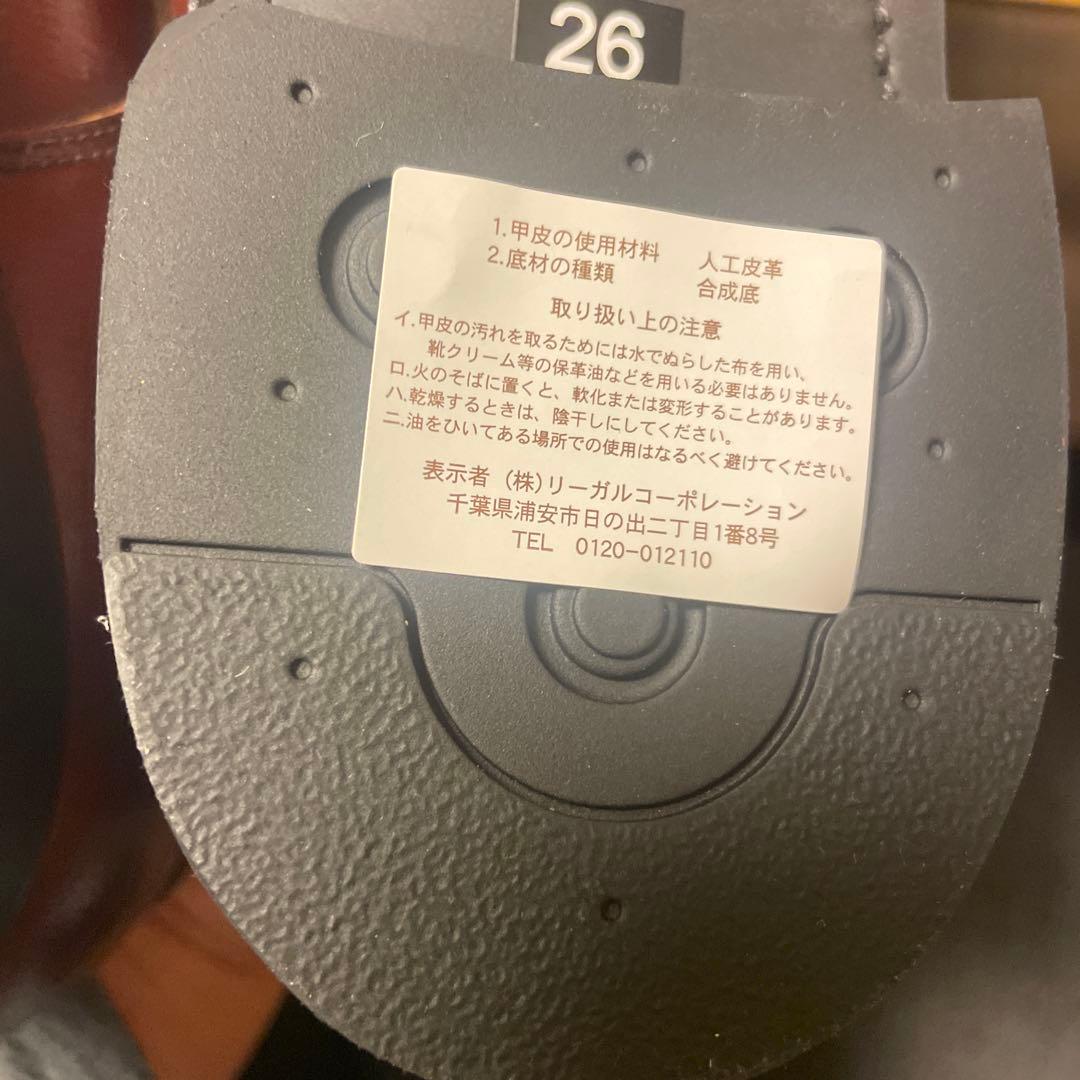 26
1.甲皮の使用材料 人工皮革
2.底材の種類 合成底
取り扱い上の注意
イ.甲皮の汚れを取るためには水でぬらした布を用い、
靴クリーム等の保革油などを用いる必要はありません。
ロ.火のそばに置くと、軟化または変形することがあります。
ハ.乾燥するときは、陰干しにしてください。
ニ.油をひいてある場所での使用はなるべく避けてください。
表示者 (株)リーガルコーポレーション
千葉県浦安市日の出二丁目1番8号
TEL 0120-012110